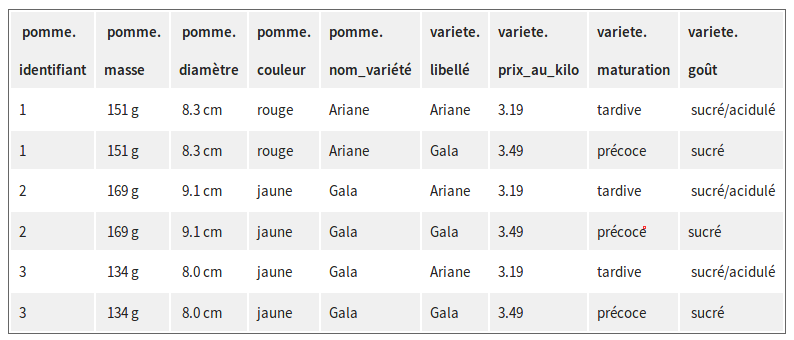 pomme. pomme. pomme. pomme. pomme. variete. variete. variete. variete.
identifiant masse diamètre couleur nom_variété libellé prix_au_kilo maturation goût
1 151 g 8.3 cm rouge Ariane Ariane 3.19 tardive sucré/acidulé
1 151 g 8.3 cm rouge Ariane Gala 3.49 précoce sucré
2 169 g 9.1 cm jaune Gala Ariane 3.19 tardive sucré/acidulé
2 169 g 9.1 cm jaune Gala Gala 3.49 précoce sucré
3 134 g 8.0 cm jaune Gala Ariane 3.19 tardive sucré/acidulé
3 134 g 8.0 cm jaune Gala Gala 3.49 précoce sucré